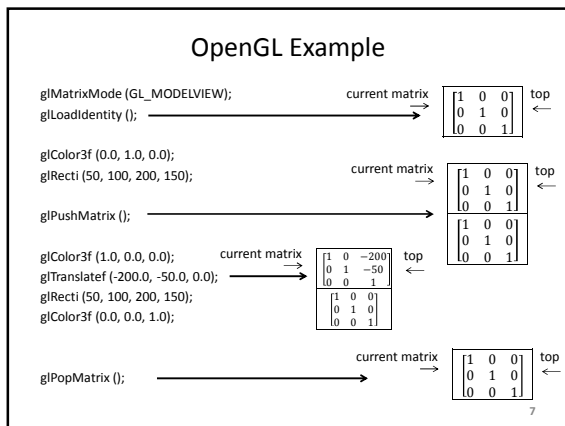 OpenGL Example
glMatrixMode (GL_MODELVIEW);
current matrix
top
glLoadIdentity ();
1 0 0
0 1 0
0 0 1
glColor3f (0.0, 1.0, 0.0);
glRecti (50, 100, 200, 150);
current matrix
top
1 0 0
0 1 0
0 0 1
glPushMatrix ();
1 0 0
0 1 0
0 0 1
glColor3f (1.0, 0.0, 0.0);
current matrix
top
glTranslatef (-200.0, -50.0, 0.0);
1 0 −200
0 1 −50
0 0 1
glRecti (50, 100, 200, 150);
glColor3f (0.0, 0.0, 1.0);
1 0 0
0 1 0
0 0 1
current matrix
top
glPopMatrix ();
1 0 0
0 1 0
0 0 1
7